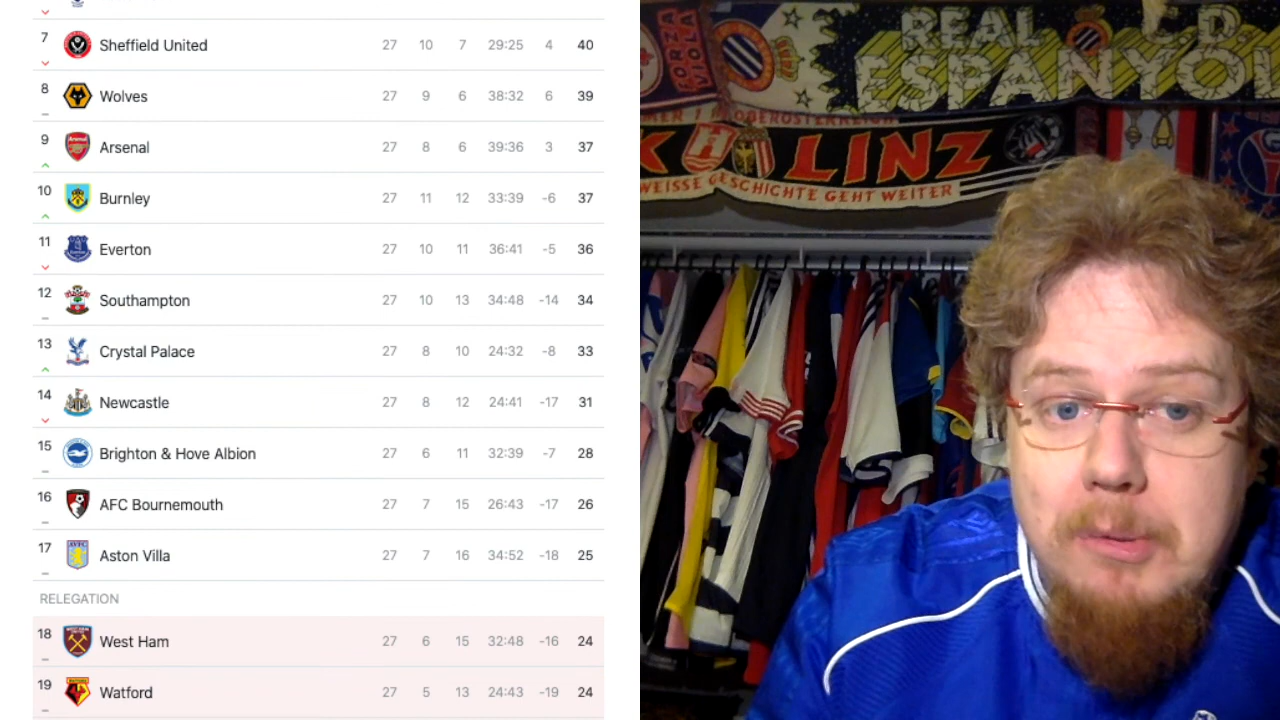 7 Sheffield United 27 10 7 29:25 4 40
8 Wolves 27 9 6 38:32 6 39
9 Arsenal 27 8 6 39:36 3 37
10 Burnley 27 11 12 33:39 -6 37
11 Everton 27 10 11 36:41 -5 36
12 Southampton 27 10 13 34:48 -14 34
13 Crystal Palace 27 8 10 24:32 -8 33
14 Newcastle 27 8 12 24:41 -17 31
15 Brighton & Hove Albion 27 6 11 32:39 -7 28
16 AFC Bournemouth 27 7 15 26:43 -17 26
17 Aston Villa 27 7 16 34:52 -18 25
RELEGATION
18 West Ham 27 6 15 32:48 -16 24
19 Watford 27 5 13 24:43 -19 24
FORZA
VIOLA
REAL C.D.
ESPANYOL
OBERÖSTERREICH
K LINZ
WEISSE GESCHICHTE GEHT WEITER